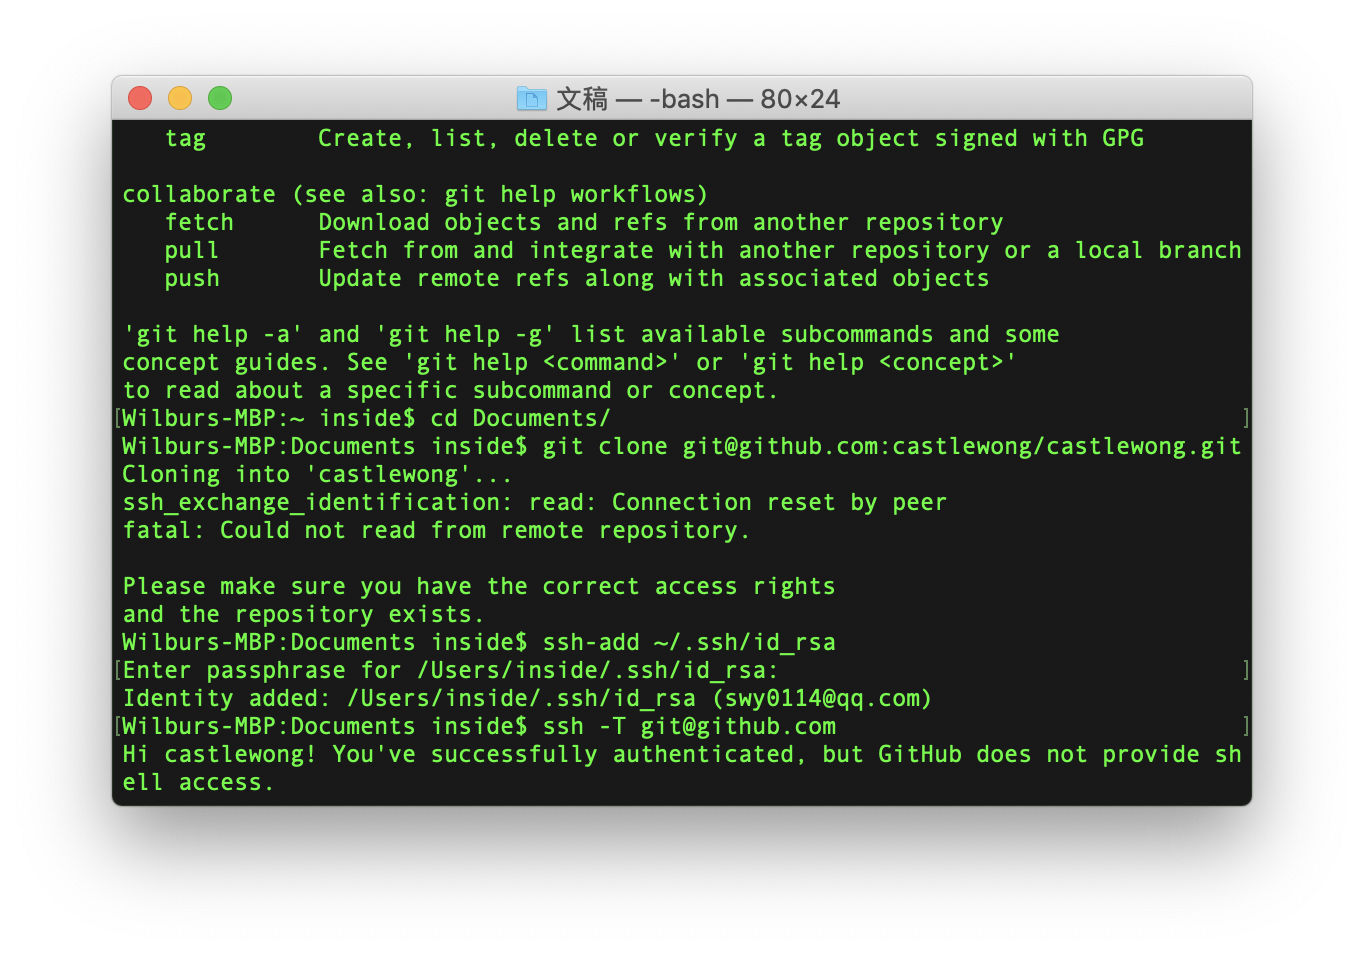 文稿 — -bash — 80×24
tag Create, list, delete or verify a tag object signed with GPG
collaborate (see also: git help workflows)
fetch Download objects and refs from another repository
pull Fetch from and integrate with another repository or a local branch
push Update remote refs along with associated objects
'git help -a' and 'git help -g' list available subcommands and some
concept guides. See 'git help <command>' or 'git help <concept>'
to read about a specific subcommand or concept.
[Wilburs-MBP:~ inside$ cd Documents/ ]
Wilburs-MBP:Documents inside$ git clone git@github.com:castlewong/castlewong.git
Cloning into 'castlewong'...
ssh_exchange_identification: read: Connection reset by peer
fatal: Could not read from remote repository.
Please make sure you have the correct access rights
and the repository exists.
Wilburs-MBP:Documents inside$ ssh-add ~/.ssh/id_rsa
[Enter passphrase for /Users/inside/.ssh/id_rsa: ]
Identity added: /Users/inside/.ssh/id_rsa (swy0114@qq.com)
[Wilburs-MBP:Documents inside$ ssh -T git@github.com ]
Hi castlewong! You've successfully authenticated, but GitHub does not provide sh
ell access.